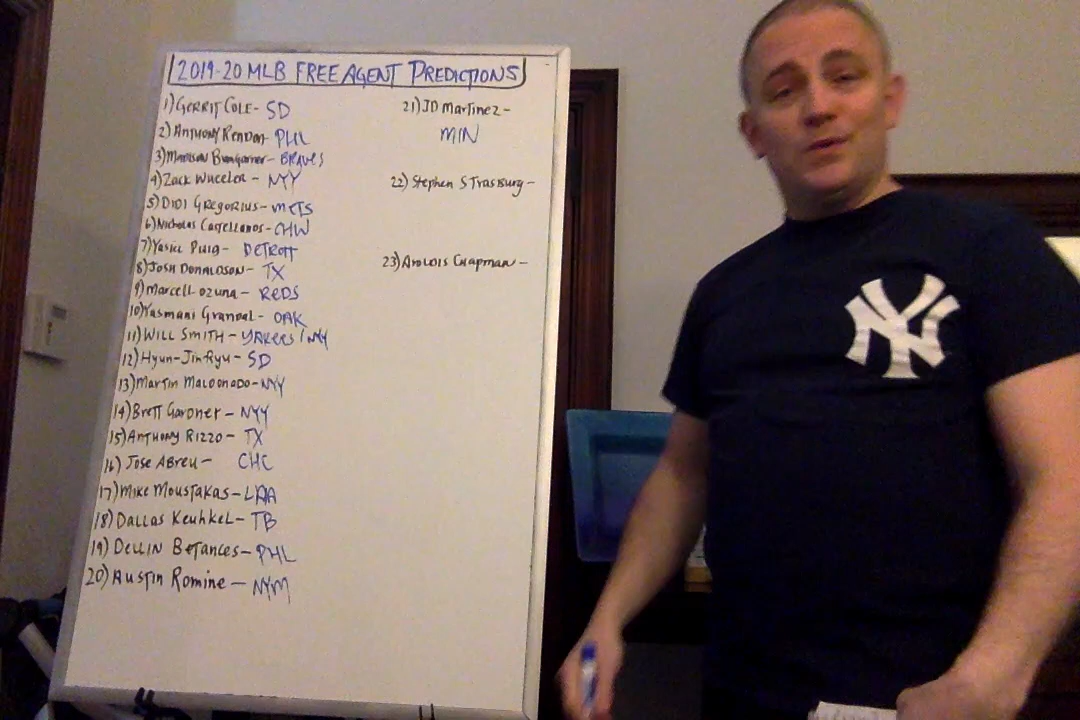 2019-20 MLB FREE AGENT PREDICTIONS
1) GERRIT COLE- SD
2) ANTHONY RENDON- PHL
3) MADISON BUMGARNER- BRAVES
4) ZACK WHEELER - NYY
5) DIDI GREGORIUS- METS
6) Nicholas Castellanos- CHW
7) YASIEL PUIG- DETROIT
8) JOSH DONALDSON- TX
9) MARCELL OZUNA - REDS
10) YASMANI Grandal- OAK
11) WILL SMITH - / NY
12) Hyun-Jin Ryu - SD
13) MARTIN MALDONADO-NYY
14) BRETT GARDNER - NYY
15) ANTHONY RIZZO - TX
16) JOSE ABREU - CHC
17) MIKE MOUSTAKAS - LAA
18) DALLAS KEUHKEL- TB
19) DELLIN BETANCES- PHL
20) AUSTIN ROMINE - NYM
21) JD MARTINEZ -
MIN
22) Stephen STRASBURG -
23) AROLDIS CHAPMAN -
NY